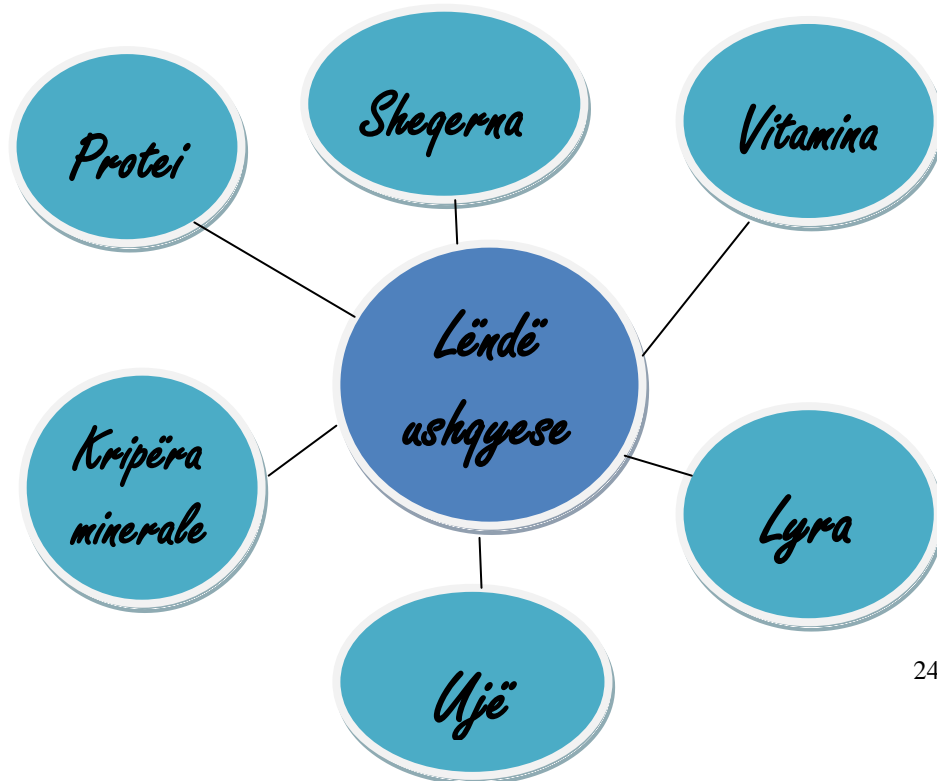 Sheqerna
Protei
Vitamina
Lëndë
ushqyese
Kripëra
minerale
Lyra
Ujë
24